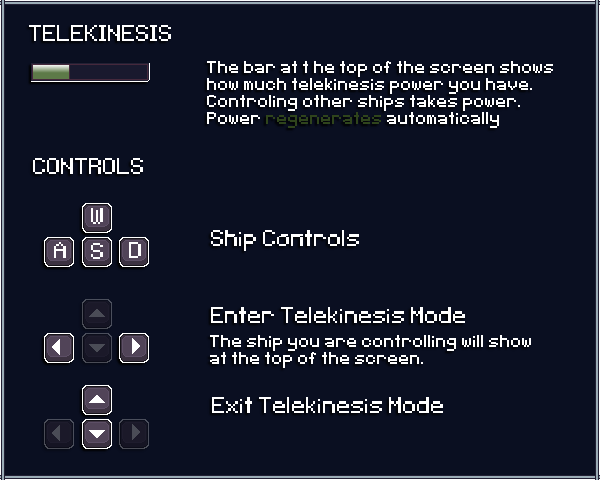 TELEKINESIS
The bar at the top of the screen shows
how much telekinesis power you have.
Controling other ships takes power.
Power regenerates automatically
CONTROLS
W
A S D
Ship Controls
Enter Telekinesis Mode
The ship you are controlling will show
at the top of the screen.
Exit Telekinesis Mode